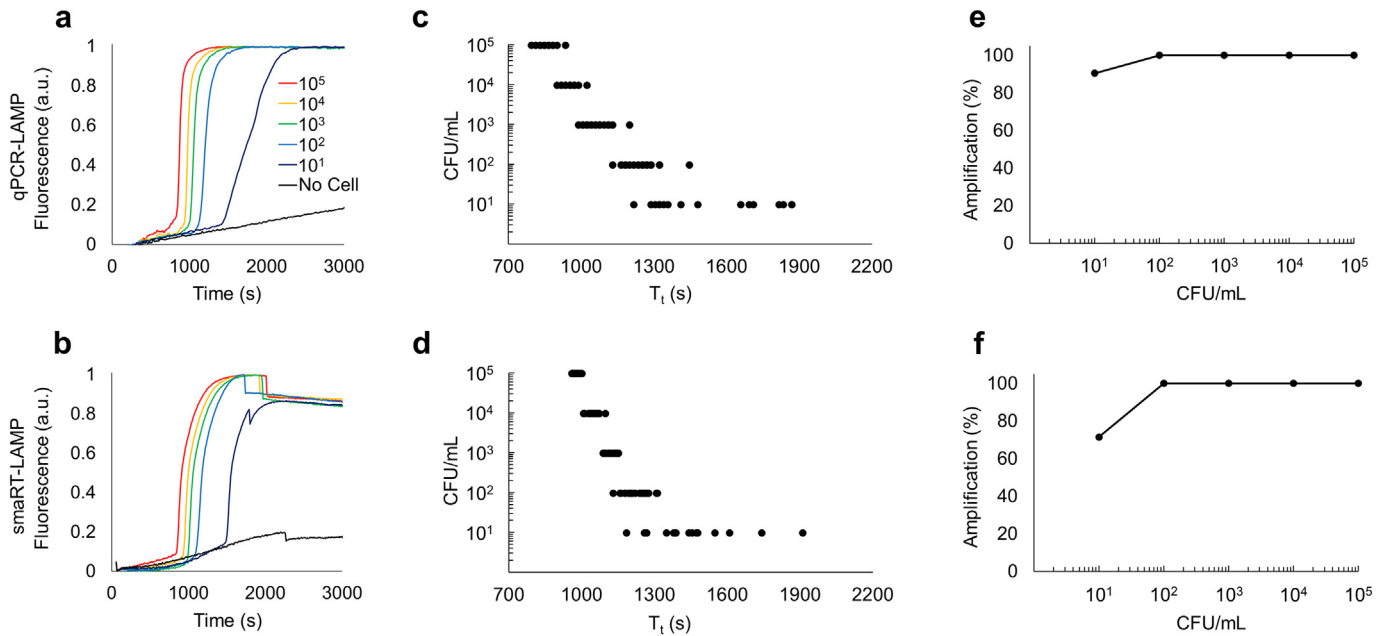 a
qPCR-LAMP
Fluorescence (a.u.)
1
0.8
0.6
0.4
0.2
0
10⁵
10⁴
10³
10²
10¹
No Cell
0 1000 2000 3000
Time (s)
c
CFU/mL
10⁵
10⁴
10³
10²
10¹
700 1000 1300 1600 1900 2200
Tₜ (s)
e
Amplification (%)
100
80
60
40
20
0
10¹ 10² 10³ 10⁴ 10⁵
CFU/mL
b
smaRT-LAMP
Fluorescence (a.u.)
1
0.8
0.6
0.4
0.2
0
0 1000 2000 3000
Time (s)
d
CFU/mL
10⁵
10⁴
10³
10²
10¹
700 1000 1300 1600 1900 2200
Tₜ (s)
f
Amplification (%)
100
80
60
40
20
0
10¹ 10² 10³ 10⁴ 10⁵
CFU/mL